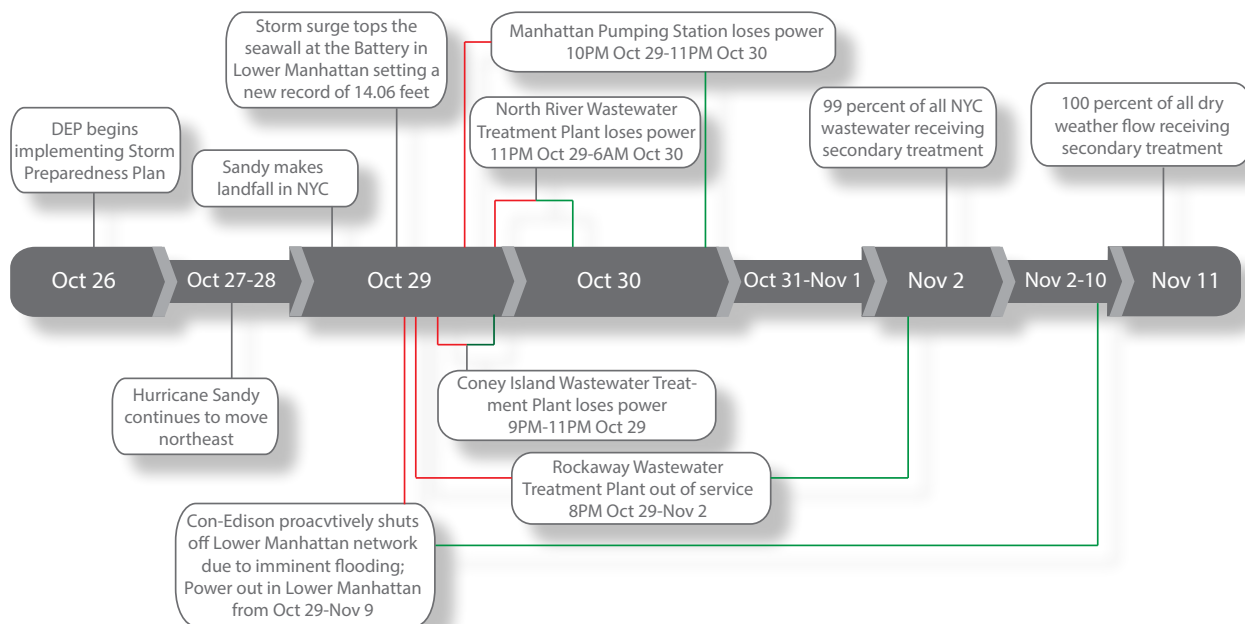 Storm surge tops the
seawall at the Battery in
Lower Manhattan setting a
new record of 14.06 feet
Manhattan Pumping Station loses power
10PM Oct 29-11PM Oct 30
DEP begins
implementing Storm
Preparedness Plan
Sandy makes
landfall in NYC
North River Wastewater
Treatment Plant loses power
11PM Oct 29-6AM Oct 30
99 percent of all NYC
wastewater receiving
secondary treatment
100 percent of all dry
weather flow receiving
secondary treatment
Oct 26
Oct 27-28
Oct 29
Oct 30
Oct 31-Nov 1
Nov 2
Nov 2-10
Nov 11
Hurricane Sandy
continues to move
northeast
Coney Island Wastewater Treat-
ment Plant loses power
9PM-11PM Oct 29
Rockaway Wastewater
Treatment Plant out of service
8PM Oct 29-Nov 2
Con-Edison proacvtively shuts
off Lower Manhattan network
due to imminent flooding;
Power out in Lower Manhattan
from Oct 29-Nov 9